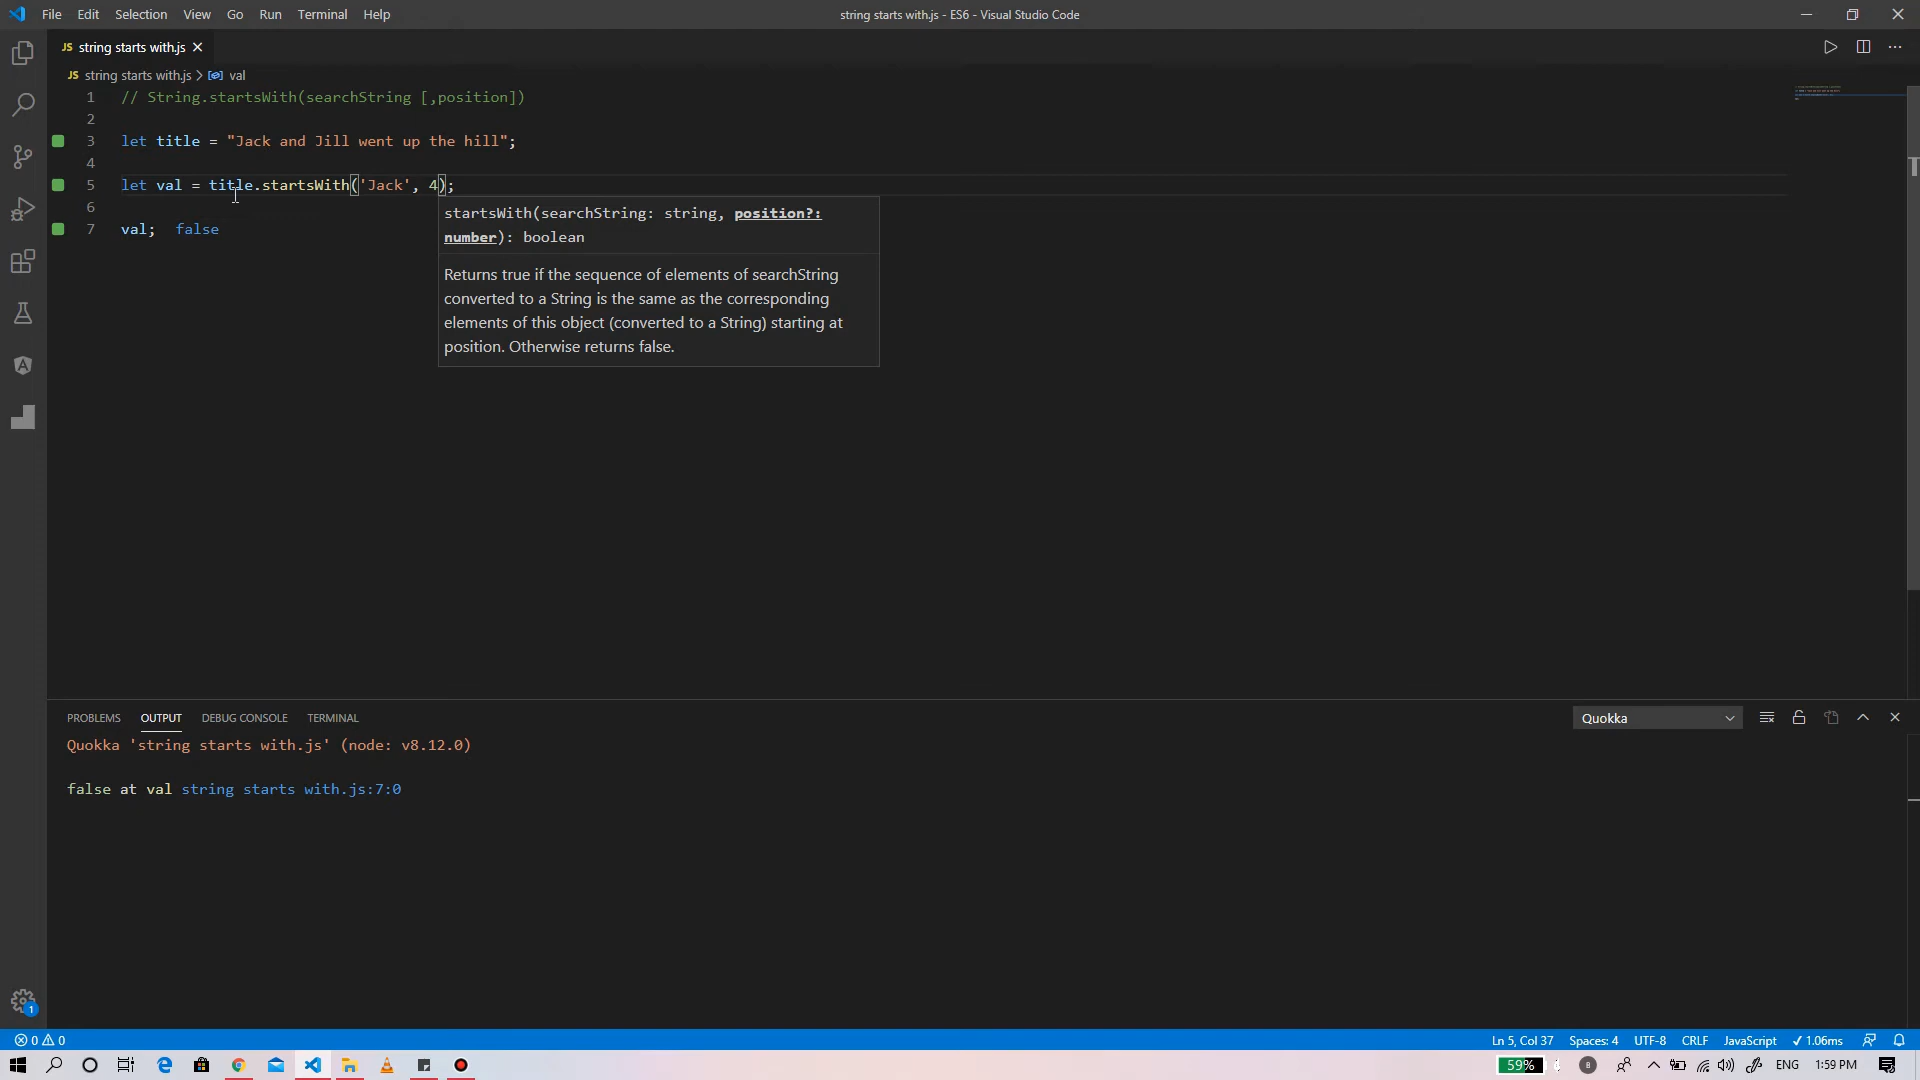 File Edit Selection View Go Run Terminal Help
string starts with.js - ES6 - Visual Studio Code
JS string starts with.js
JS string starts with.js > val
1 // String.startsWith(searchString [,position])
2
3 let title = "Jack and Jill went up the hill";
4
5 let val = title.startsWith('Jack', 4);
6
7 val; false
startsWith(searchString: string, position?:
number): boolean
Returns true if the sequence of elements of searchString
converted to a String is the same as the corresponding
elements of this object (converted to a String) starting at
position. Otherwise returns false.
PROBLEMS OUTPUT DEBUG CONSOLE TERMINAL
Quokka
Quokka 'string starts with.js' (node: v8.12.0)
false at val string starts with.js:7:0
1
0 0
Ln 5, Col 37 Spaces: 4 UTF-8 CRLF JavaScript ✓ 1.06ms
59% 8 ENG 1:59 PM